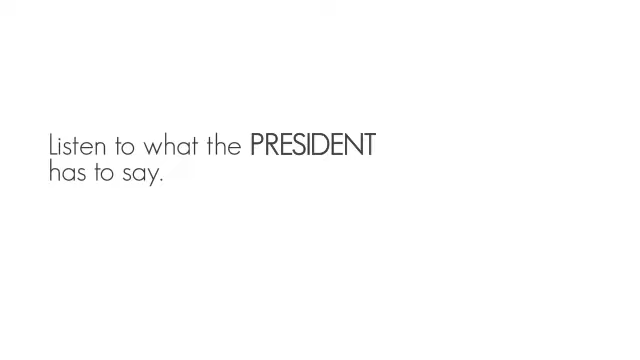 Listen to what the PRESIDENT
has to say.